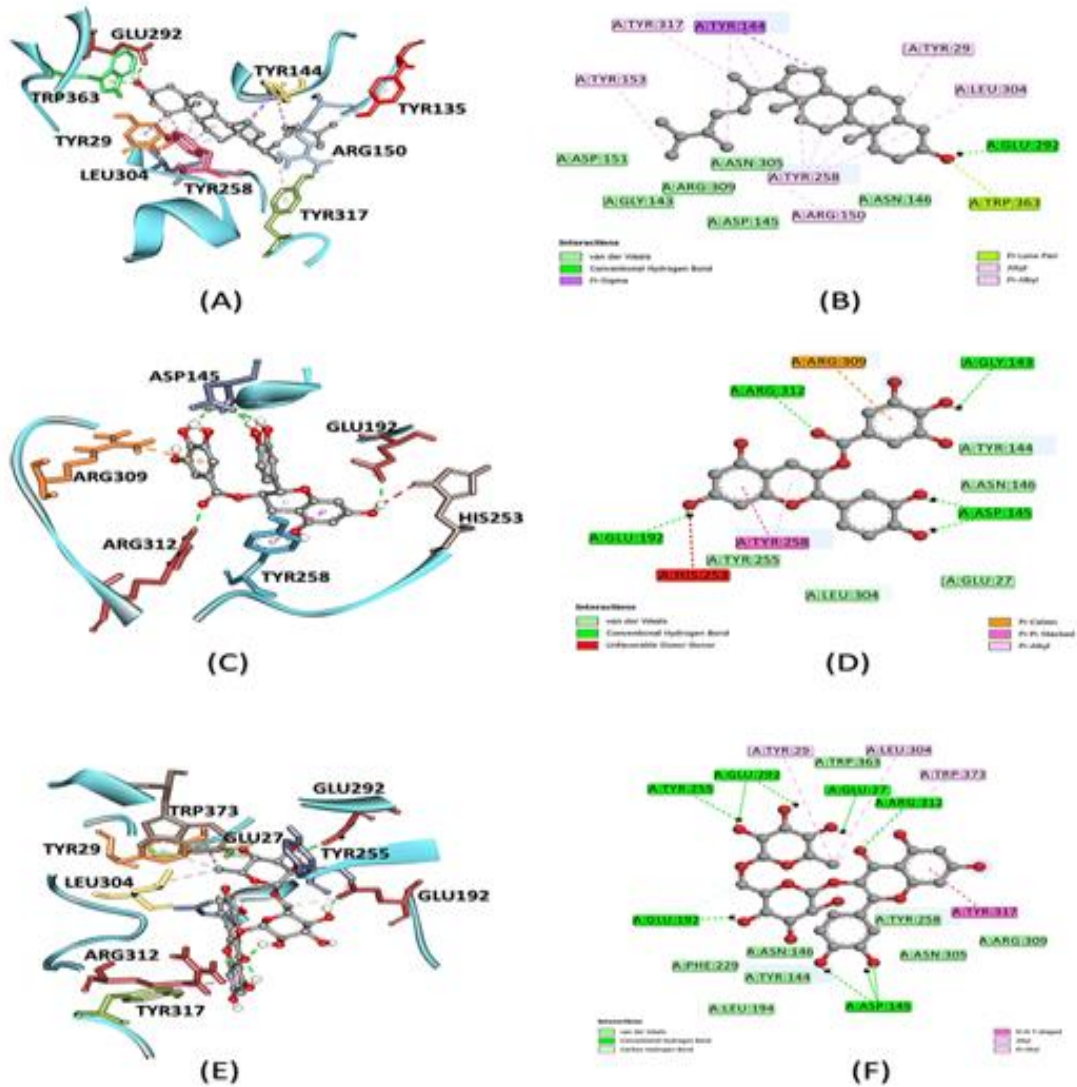 GLU292
TRP363
TYR144
TYR135
TYR29
LEU304
TYR258
ARG150
TYR317
(A)
A:TYR:317
A:TYR:144
A:TYR:29
A:TYR:153
A:LEU:304
A:GLU:292
A:ASP:151
A:ASN:305
A:TYR:258
A:ARG:309
A:GLY:143
A:ASN:146
A:TRP:363
A:ASP:145
A:ARG:150
Interactions
van der Waals
Conventional Hydrogen Bond
Pi-Sigma
Pi-Lone Pair
Alkyl
Pi-Alkyl
(B)
ASP145
GLU192
ARG309
ARG312
HIS253
TYR258
(C)
A:ARG:309
A:GLY:143
A:ARG:312
A:TYR:144
A:ASN:146
A:ASP:145
A:GLU:192
A:TYR:258
A:TYR:255
A:HIS:253
A:GLU:27
A:LEU:304
Interactions
van der Waals
Conventional Hydrogen Bond
Unfavorable Donor-Donor
Pi-Cation
Pi-Pi Stacked
Pi-Alkyl
(D)
GLU292
TRP373
GLU27
TYR29
TYR255
LEU304
GLU192
ARG312
TYR317
(E)
A:TYR:29
A:LEU:304
A:TRP:363
A:GLU:292
A:TRP:373
A:TYR:255
A:GLU:27
A:ARG:312
A:GLU:192
A:TYR:258
A:TYR:317
A:ASN:146
A:ASN:305
A:ARG:309
A:PHE:229
A:TYR:144
A:LEU:194
A:ASP:145
van der Waals
Conventional Hydrogen Bond
Carbon Hydrogen Bond
Pi-Pi T-shaped
Alkyl
Pi-Alkyl
(F)